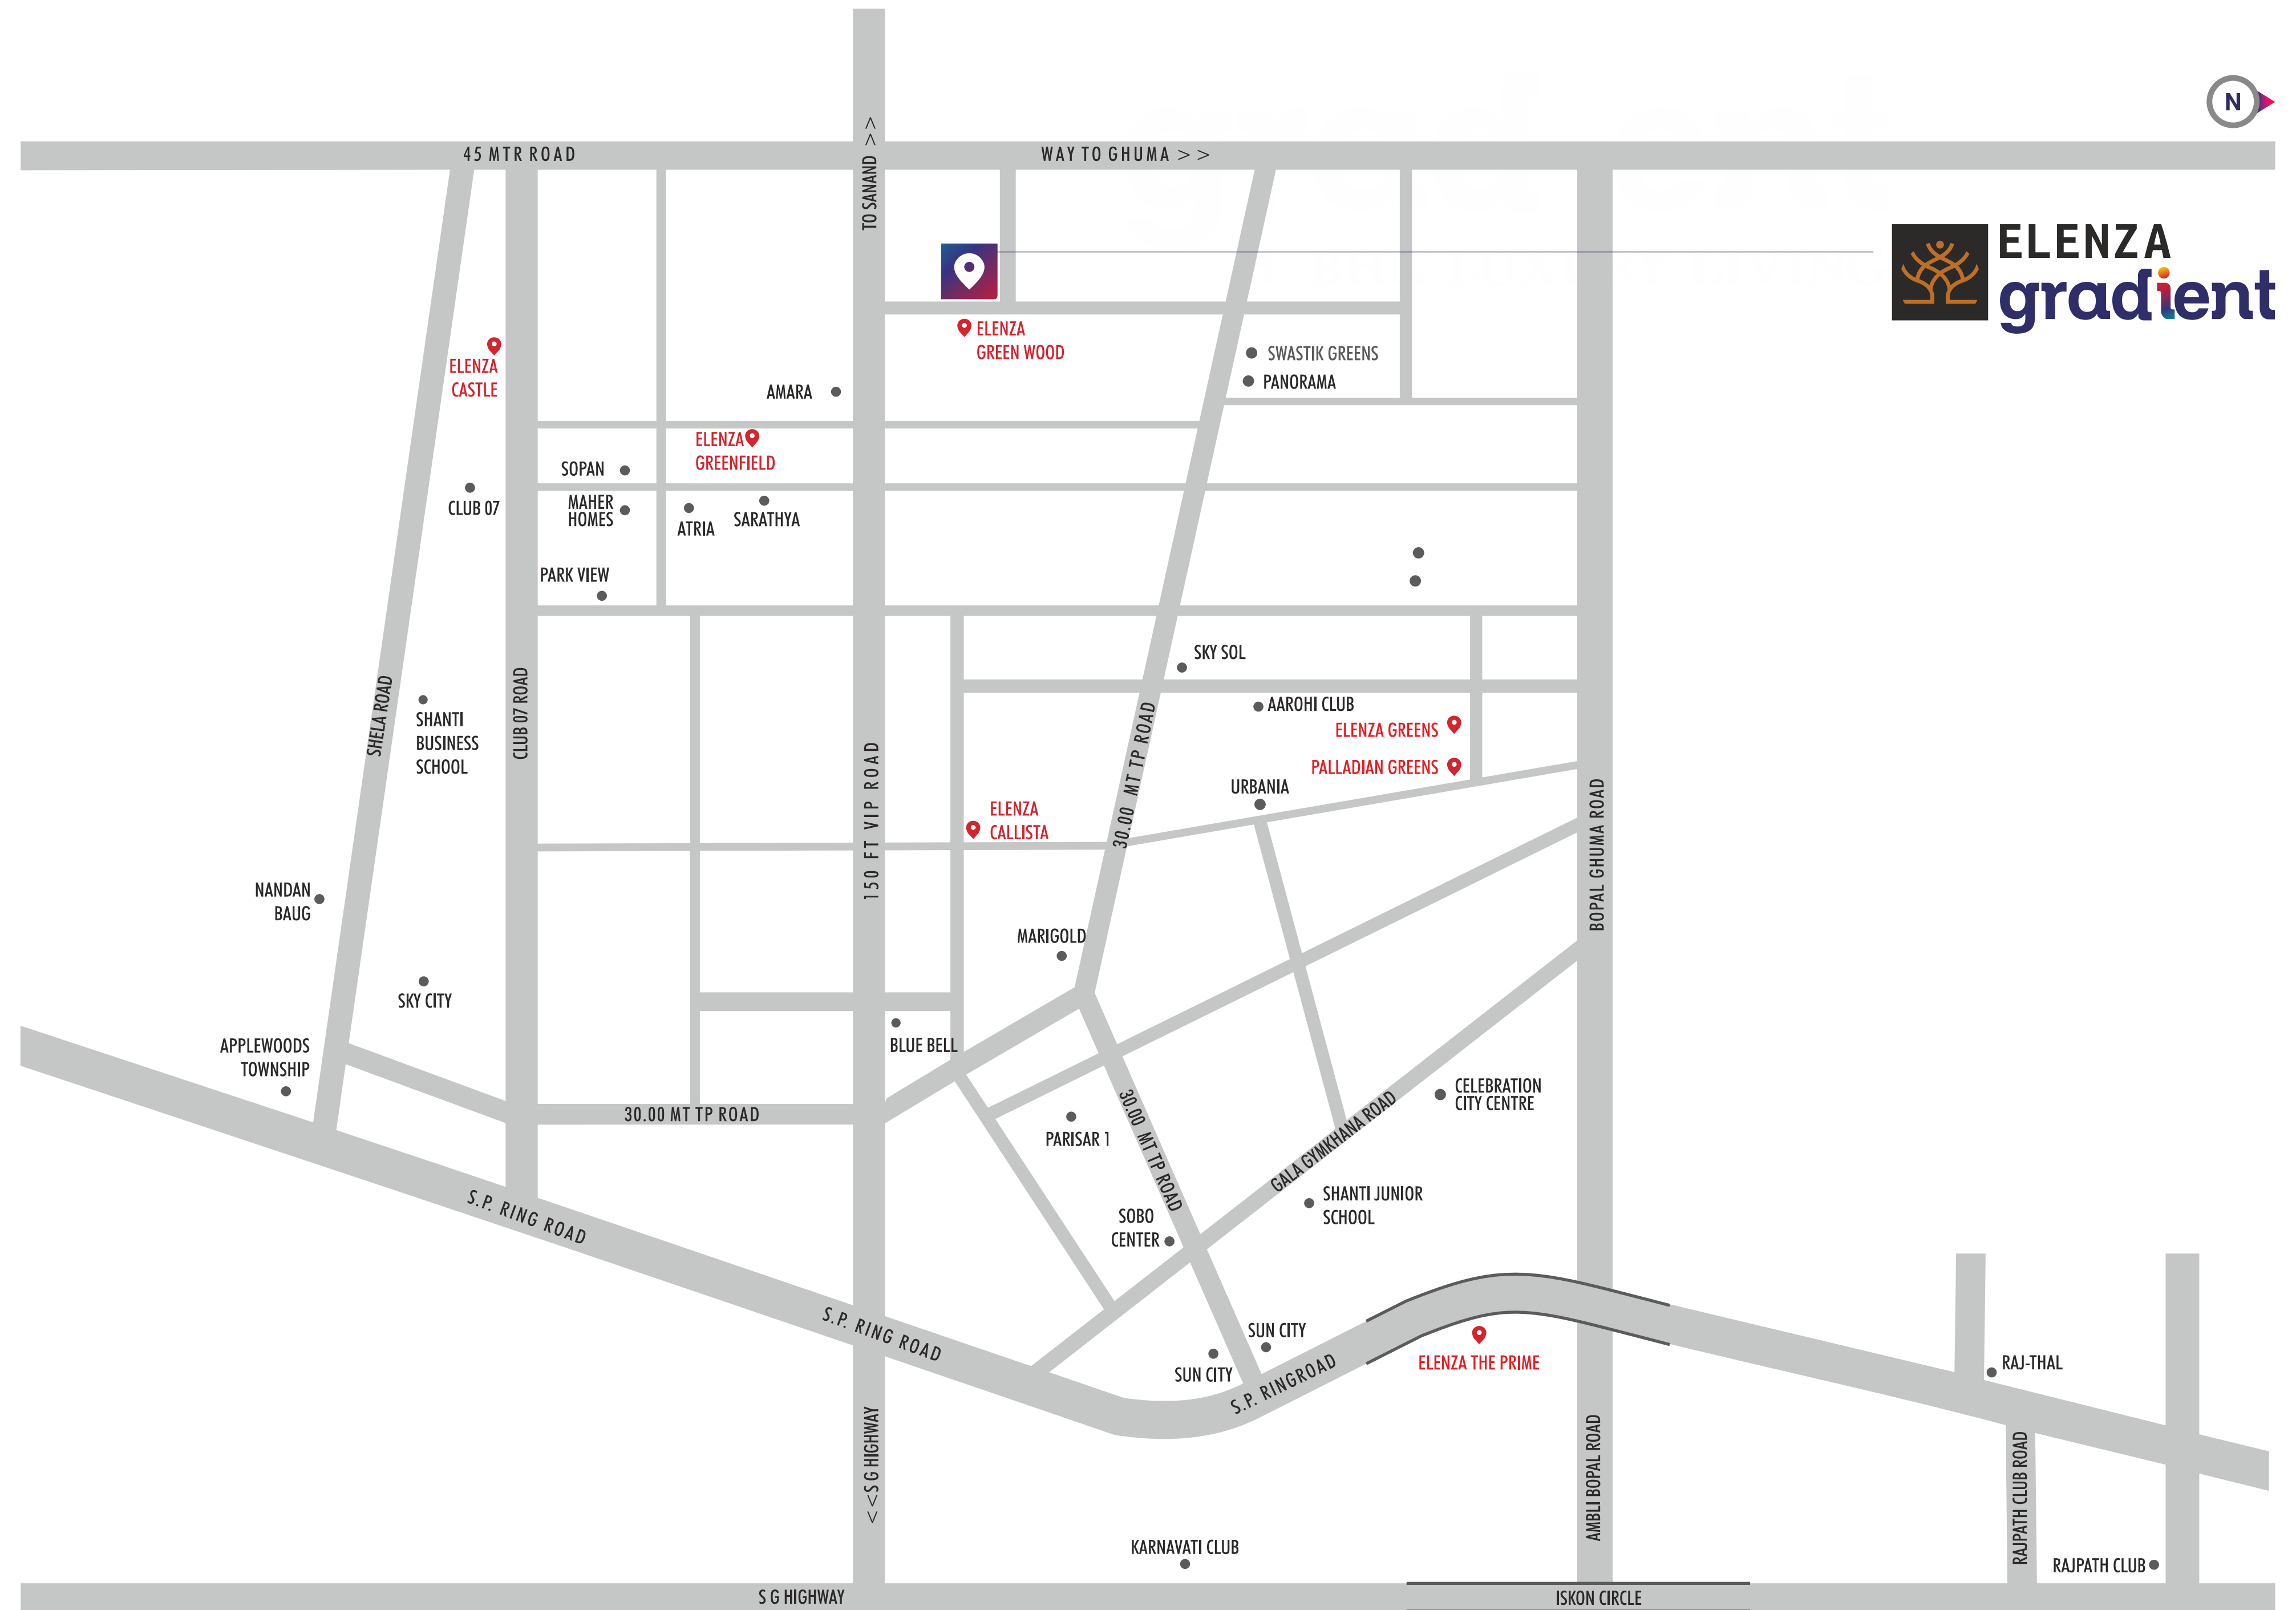 N
45 MTR ROAD
WAY TO GHUMA >>
TO SANAND >>
ELENZA
gradient
ELENZA
GREEN WOOD
ELENZA
CASTLE
SWASTIK GREENS
PANORAMA
AMARA
ELENZA
GREENFIELD
SOPAN
MAHER
HOMES
CLUB 07
ATRIA
SARATHYA
PARK VIEW
SKY SOL
SHELA ROAD
SHANTI
BUSINESS
SCHOOL
CLUB 07 ROAD
150 FT VIP ROAD
30.00 MT TP ROAD
AAROHI CLUB
ELENZA GREENS
PALLADIAN GREENS
URBANIA
ELENZA
CALLISTA
BOPAL GHUMA ROAD
NANDAN
BAUG
MARIGOLD
SKY CITY
BLUE BELL
APPLEWOODS
TOWNSHIP
30.00 MT TP ROAD
PARISAR 1
30.00 MT TP ROAD
GALA GYMKHANA ROAD
CELEBRATION
CITY CENTRE
SHANTI JUNIOR
SCHOOL
SOBO
CENTER
S.P. RING ROAD
S.P. RING ROAD
SUN CITY
SUN CITY
S.P. RINGROAD
ELENZA THE PRIME
RAJ-THAL
<<S G HIGHWAY
AMBLI BOPAL ROAD
RAJPATH CLUB ROAD
KARNAVATI CLUB
RAJPATH CLUB
S G HIGHWAY
ISKON CIRCLE